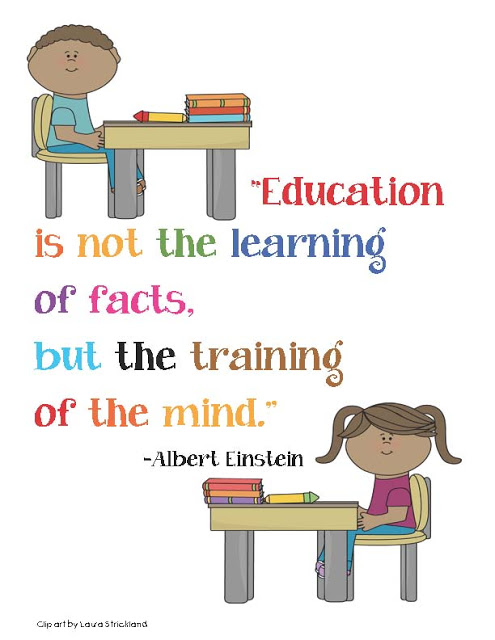 "Education
is not the learning
of facts,
but the training
of the mind."
-Albert Einstein
Clip art by Laura Strickland